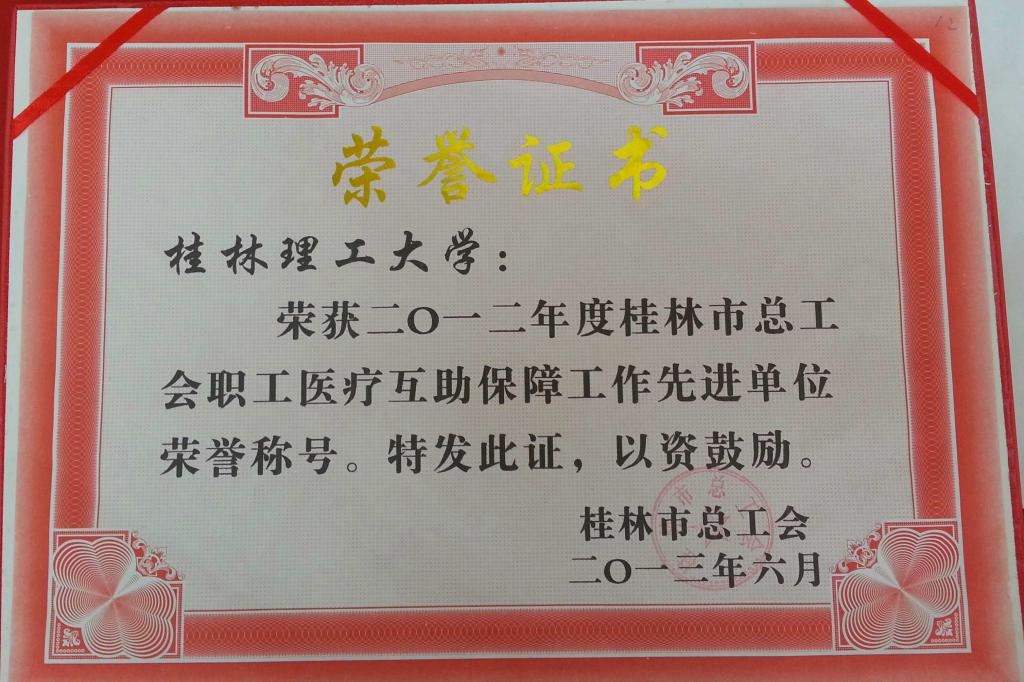 12
荣誉证书
桂林理工大学：
荣获二〇一二年度桂林市总工
会职工医疗互助保障工作先进单位
荣誉称号。特发此证，以资鼓励。
桂林市总工会
二〇一三年六月